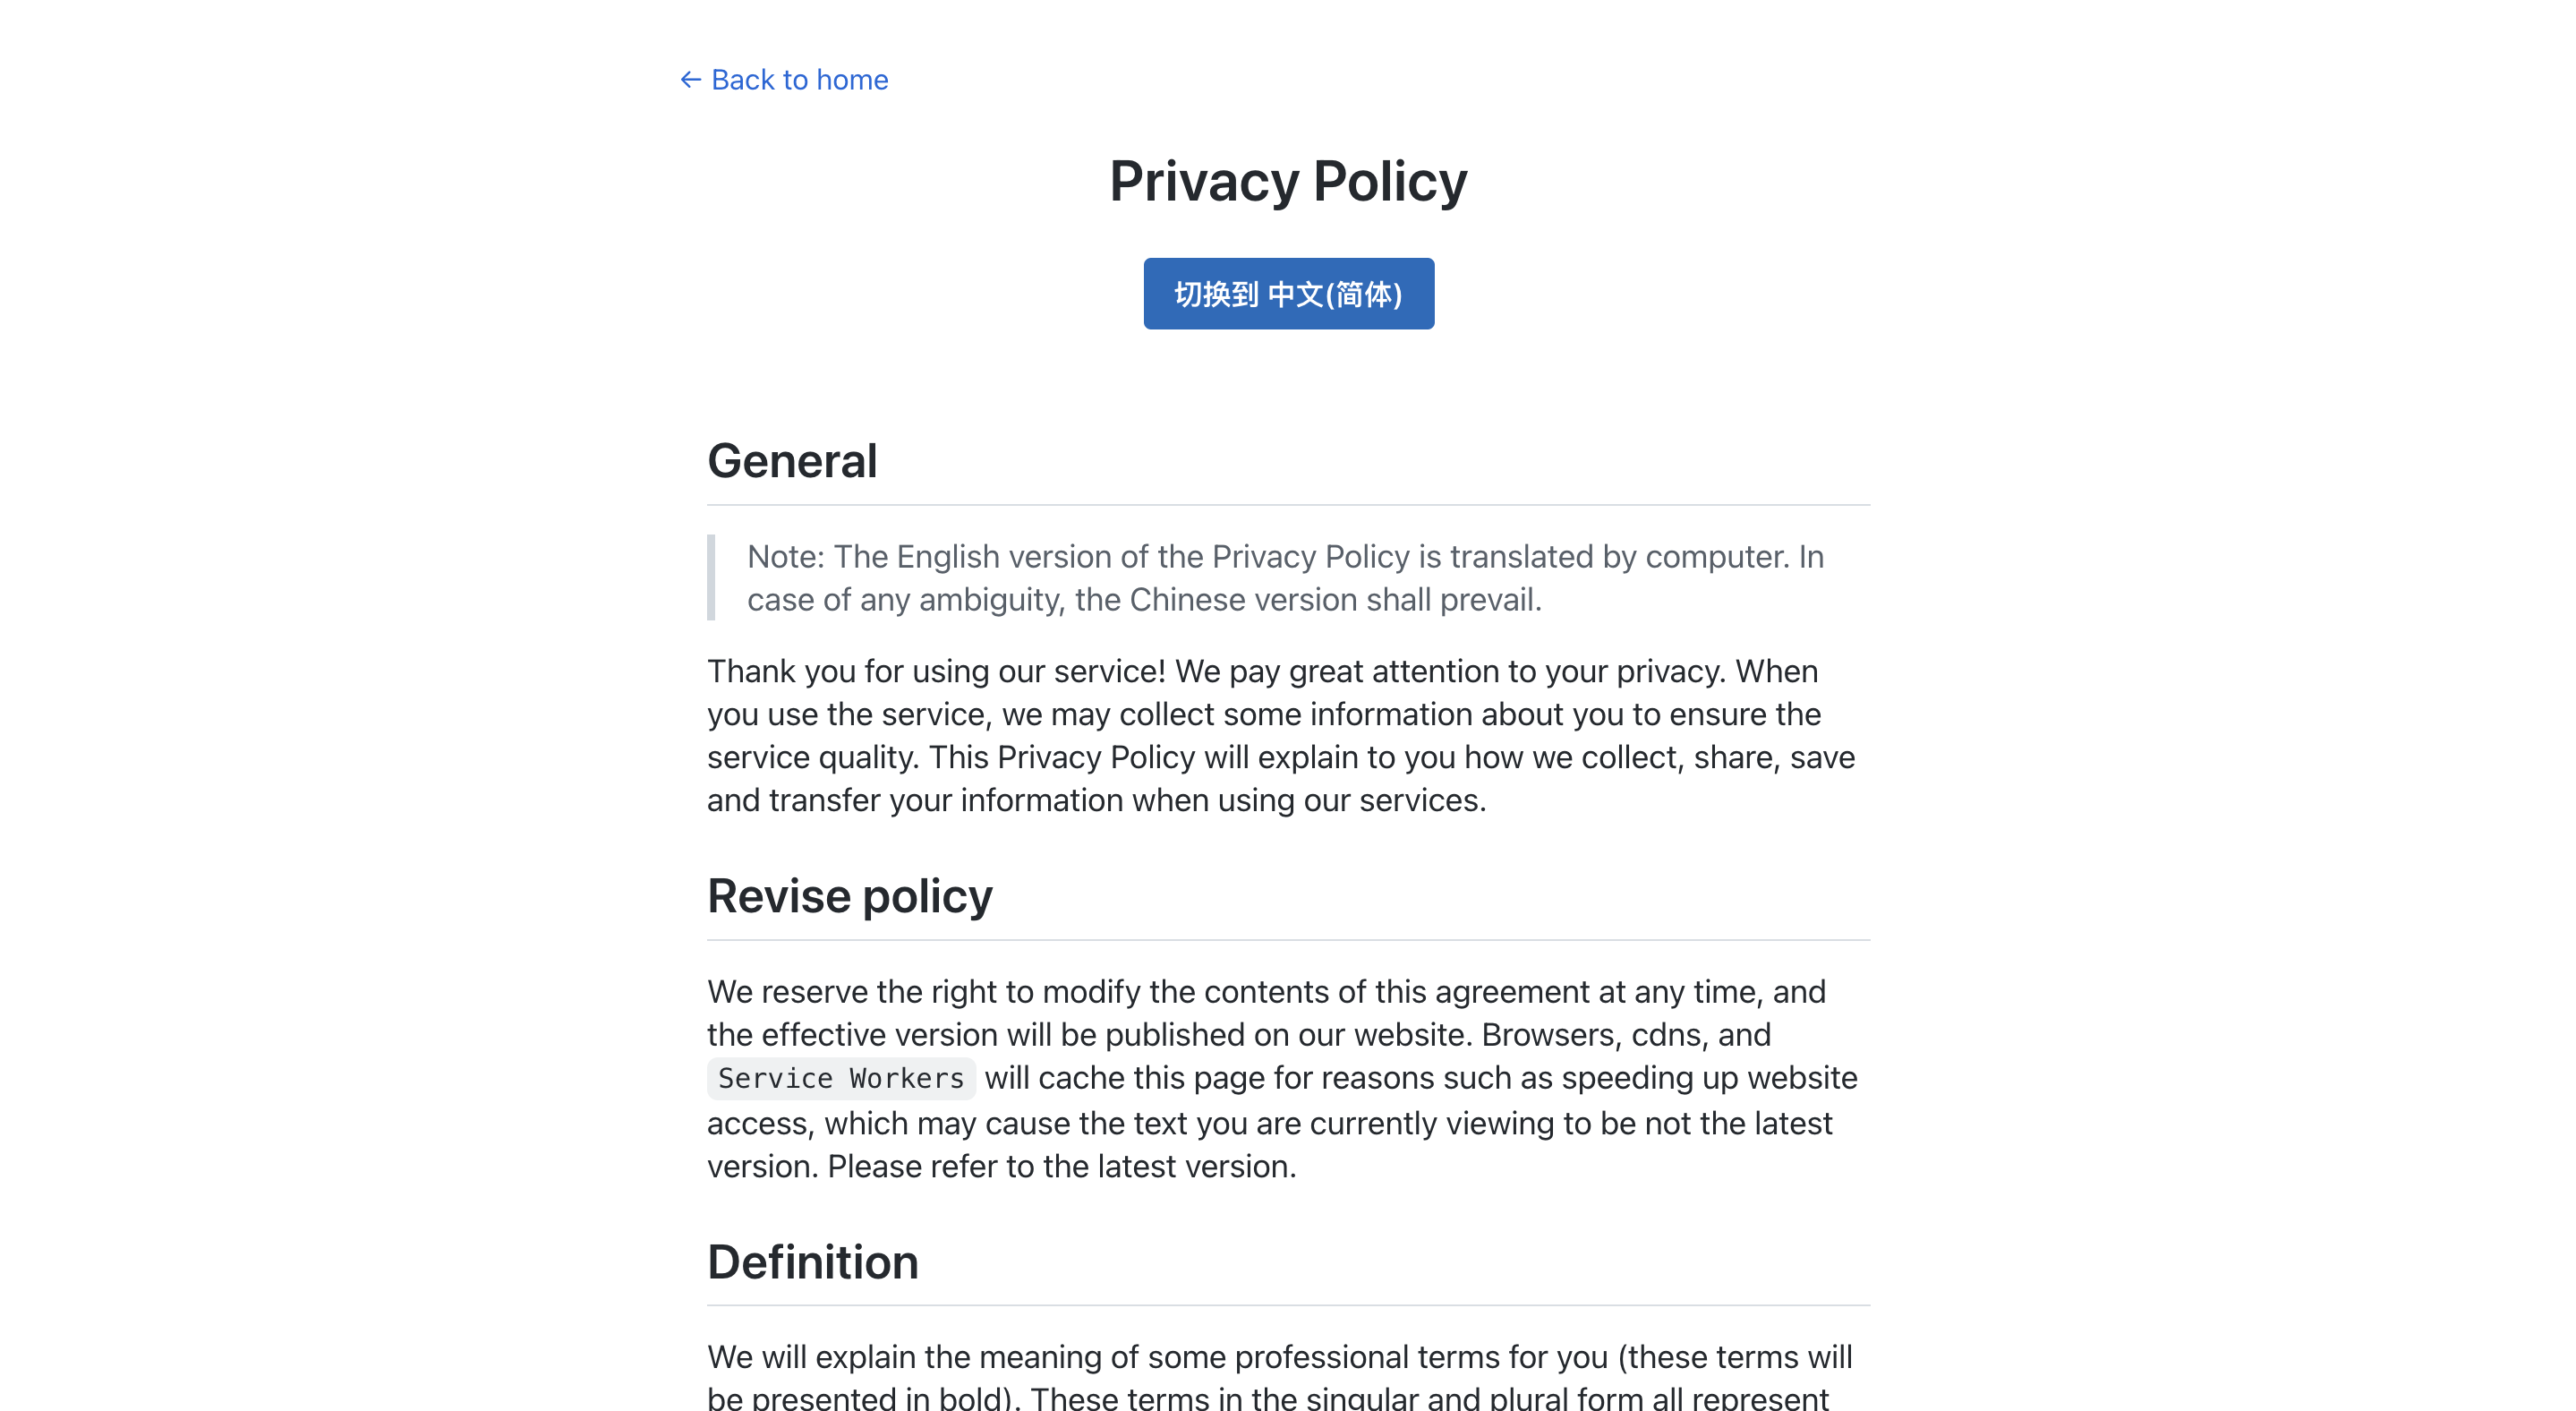 ← Back to home
Privacy Policy
切换到 中文(简体)
General
Note: The English version of the Privacy Policy is translated by computer. In
case of any ambiguity, the Chinese version shall prevail.
Thank you for using our service! We pay great attention to your privacy. When
you use the service, we may collect some information about you to ensure the
service quality. This Privacy Policy will explain to you how we collect, share, save
and transfer your information when using our services.
Revise policy
We reserve the right to modify the contents of this agreement at any time, and
the effective version will be published on our website. Browsers, cdns, and
Service Workers will cache this page for reasons such as speeding up website
access, which may cause the text you are currently viewing to be not the latest
version. Please refer to the latest version.
Definition
We will explain the meaning of some professional terms for you (these terms will
be presented in bold). These terms in the singular and plural form all represent